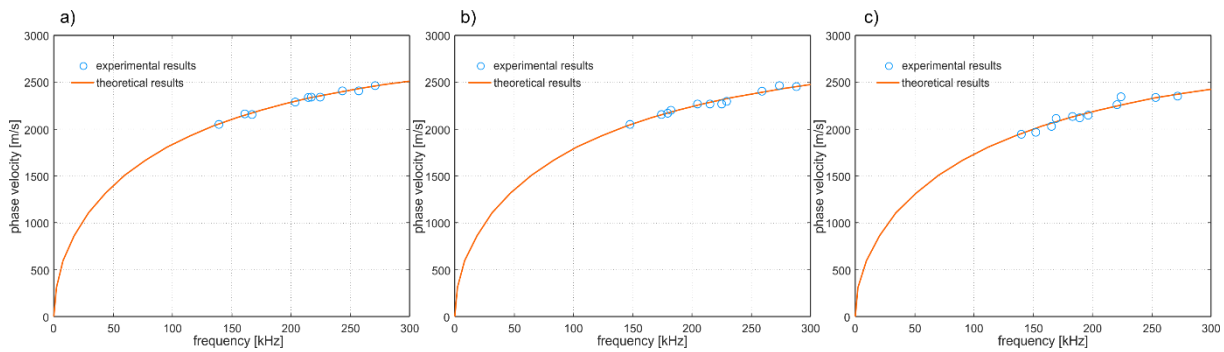 a)
phase velocity [m/s]
3000
2500
2000
1500
1000
500
0
experimental results
theoretical results
0 50 100 150 200 250 300
frequency [kHz]
b)
phase velocity [m/s]
3000
2500
2000
1500
1000
500
0
experimental results
theoretical results
0 50 100 150 200 250 300
frequency [kHz]
c)
phase velocity [m/s]
3000
2500
2000
1500
1000
500
0
experimental results
theoretical results
0 50 100 150 200 250 300
frequency [kHz]